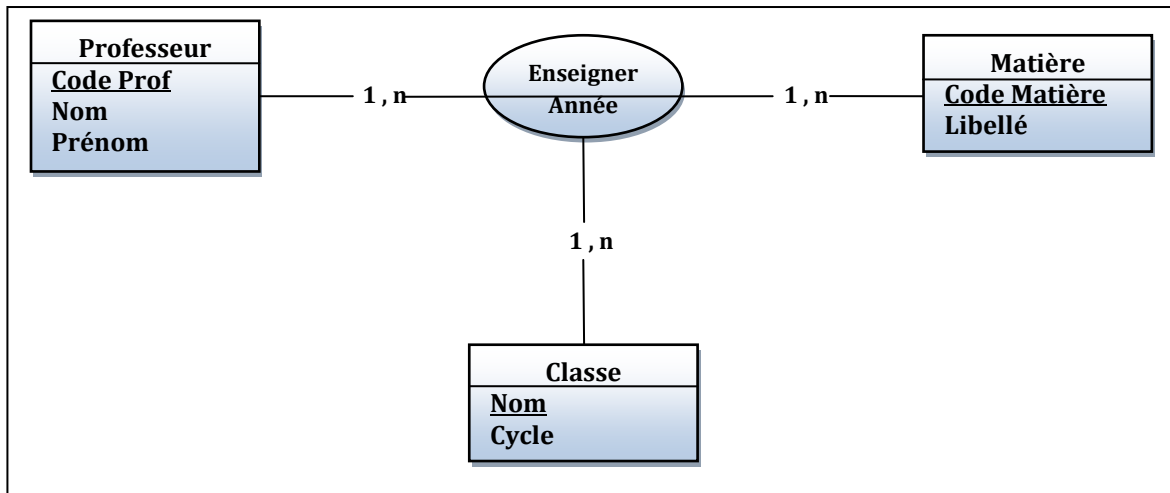 Professeur
Code Prof
Nom
Prénom
1 , n
Enseigner
Année
1 , n
Matière
Code Matière
Libellé
1 , n
Classe
Nom
Cycle